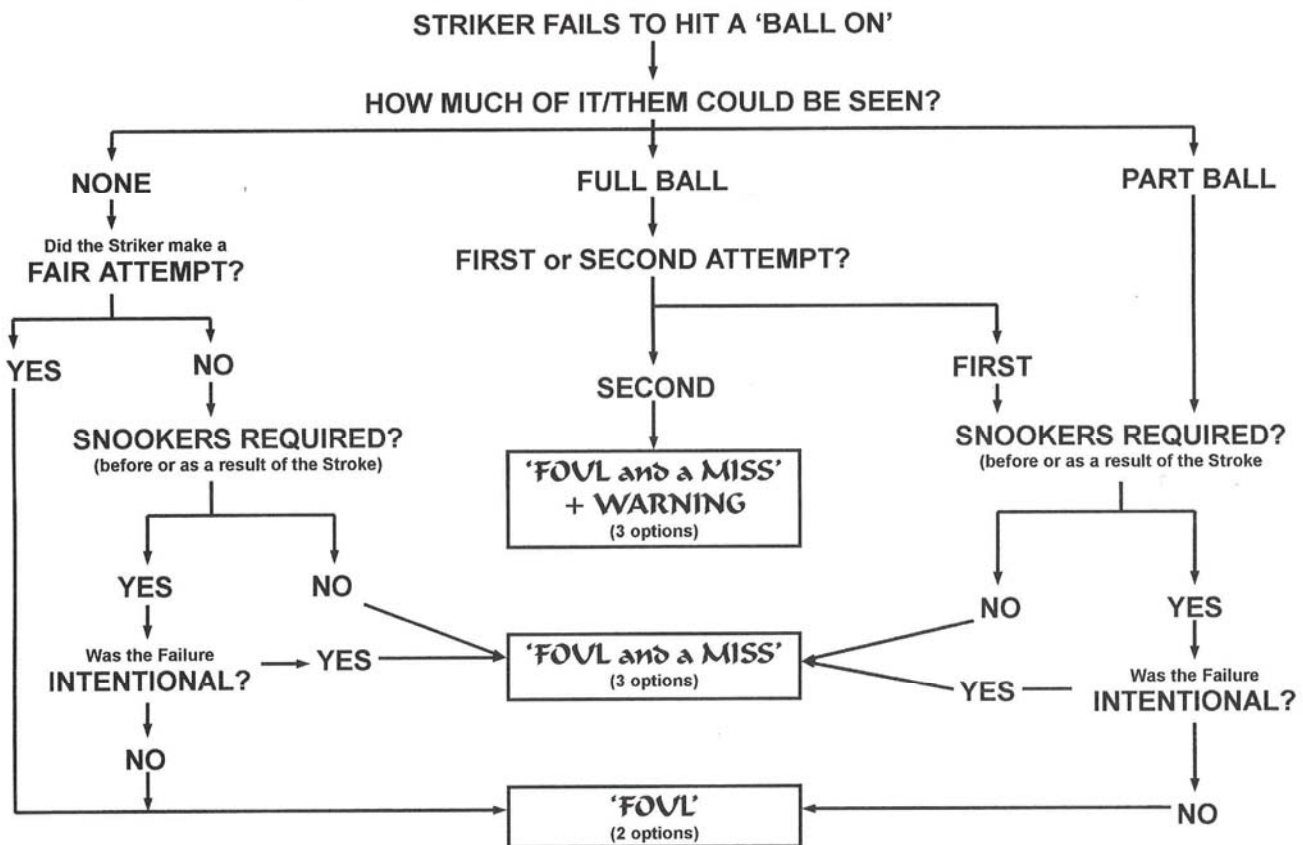 STRIKER FAILS TO HIT A ‘BALL ON’
HOW MUCH OF IT/THEM COULD BE SEEN?
NONE
FULL BALL
PART BALL
Did the Striker make a
FAIR ATTEMPT?
FIRST or SECOND ATTEMPT?
YES
NO
SECOND
FIRST
SNOOKERS REQUIRED?
(before or as a result of the Stroke)
‘FOUL and a MISS’
+ WARNING
(3 options)
SNOOKERS REQUIRED?
(before or as a result of the Stroke
YES
NO
NO
YES
Was the Failure
INTENTIONAL?
YES
‘FOUL and a MISS’
(3 options)
YES
Was the Failure
INTENTIONAL?
NO
‘FOUL’
(2 options)
NO